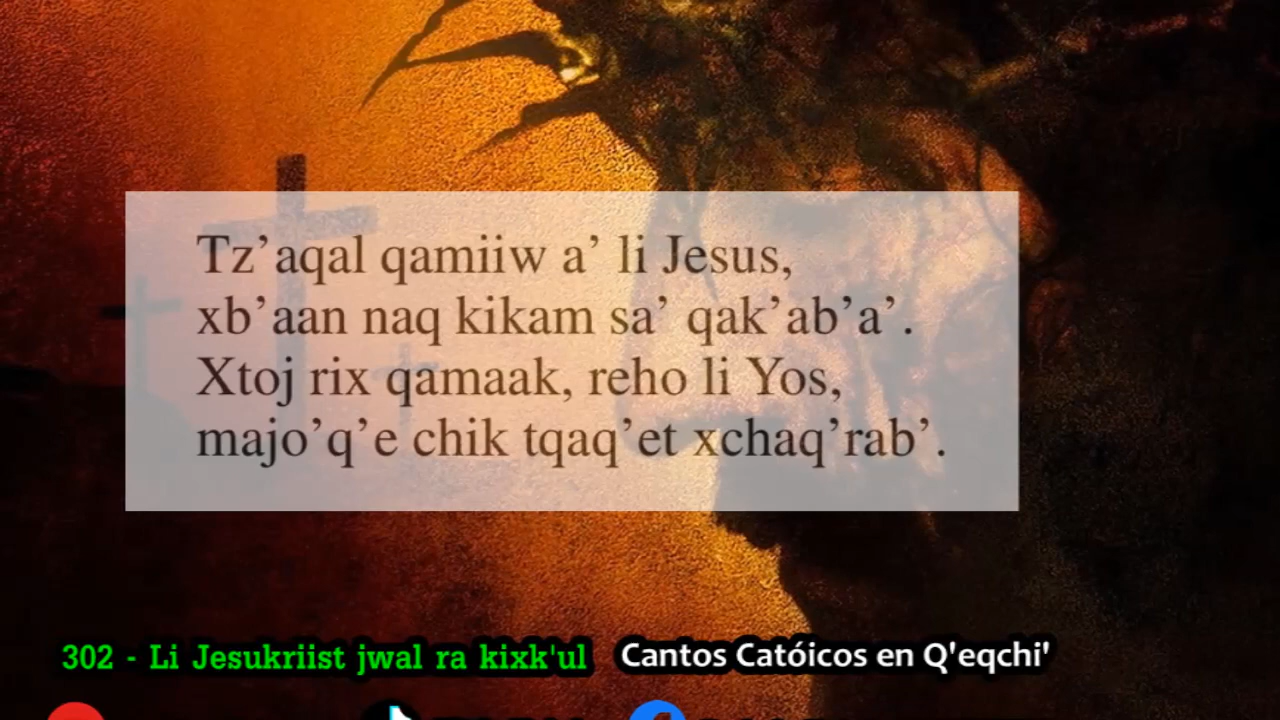 Tz’aqal qamiiw a’ li Jesus,
xb’aan naq kikam sa’ qak’ab’a’.
Xtoj rix qamaak, reho li Yos,
majo’q’e chik tqaq’et xchaq’rab’.
302 - Li Jesukriist jwal ra kixk'ul
Cantos Catóicos en Q'eqchi'